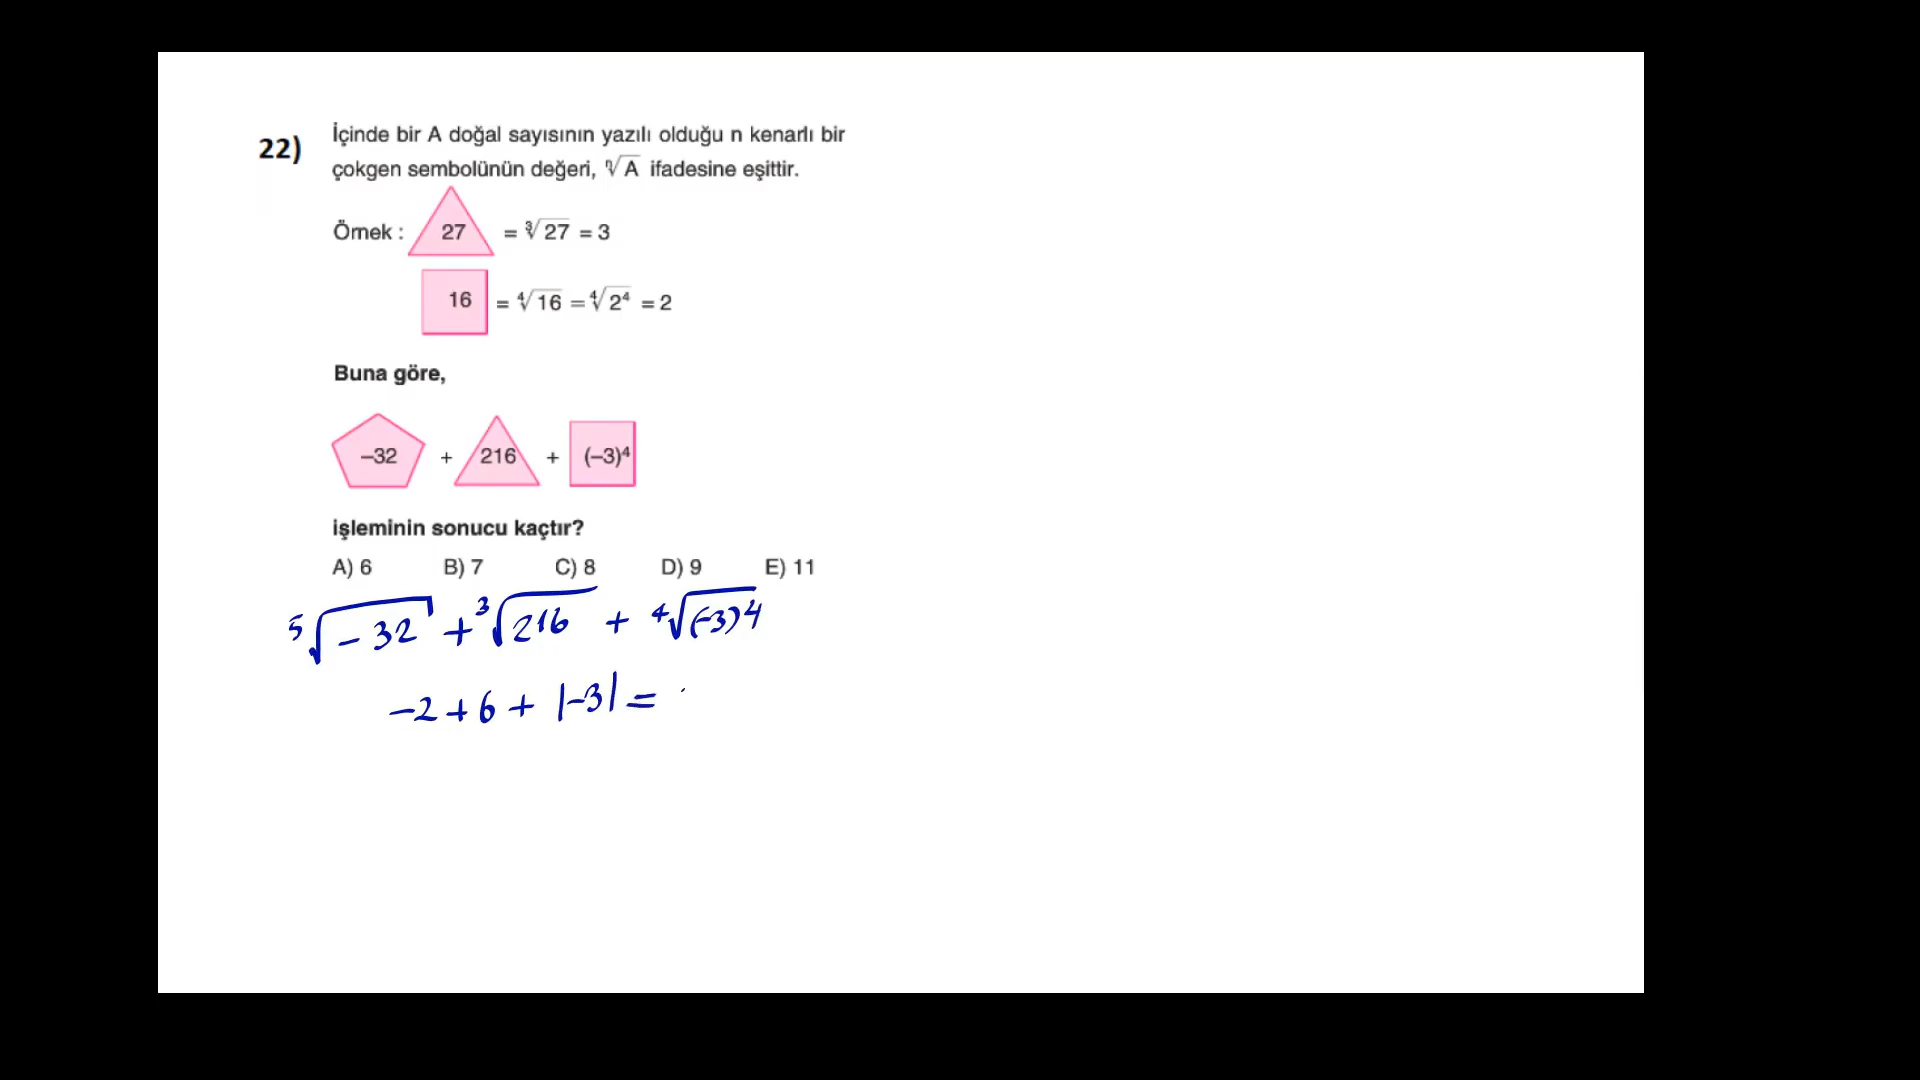 22) İçinde bir A doğal sayısının yazılı olduğu n kenarlı bir
çokgen sembolünün değeri, ⁿ√A ifadesine eşittir.
Örnek : 27 = ³√27 = 3
16 = ⁴√16 = ⁴√2⁴ = 2
Buna göre,
–32 + 216 + (–3)⁴
işleminin sonucu kaçtır?
A) 6 B) 7 C) 8 D) 9 E) 11
⁵√-32 + ³√216 + ⁴√(-3)⁴
-2 + 6 + |-3| =